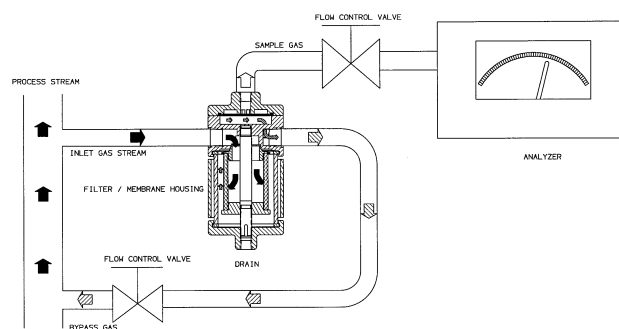 FLOW CONTROL VALVE
SAMPLE GAS
PROCESS STREAM
INLET GAS STREAM
ANALYZER
FILTER / MEMBRANE HOUSING
FLOW CONTROL VALVE
DRAIN
BYPASS GAS